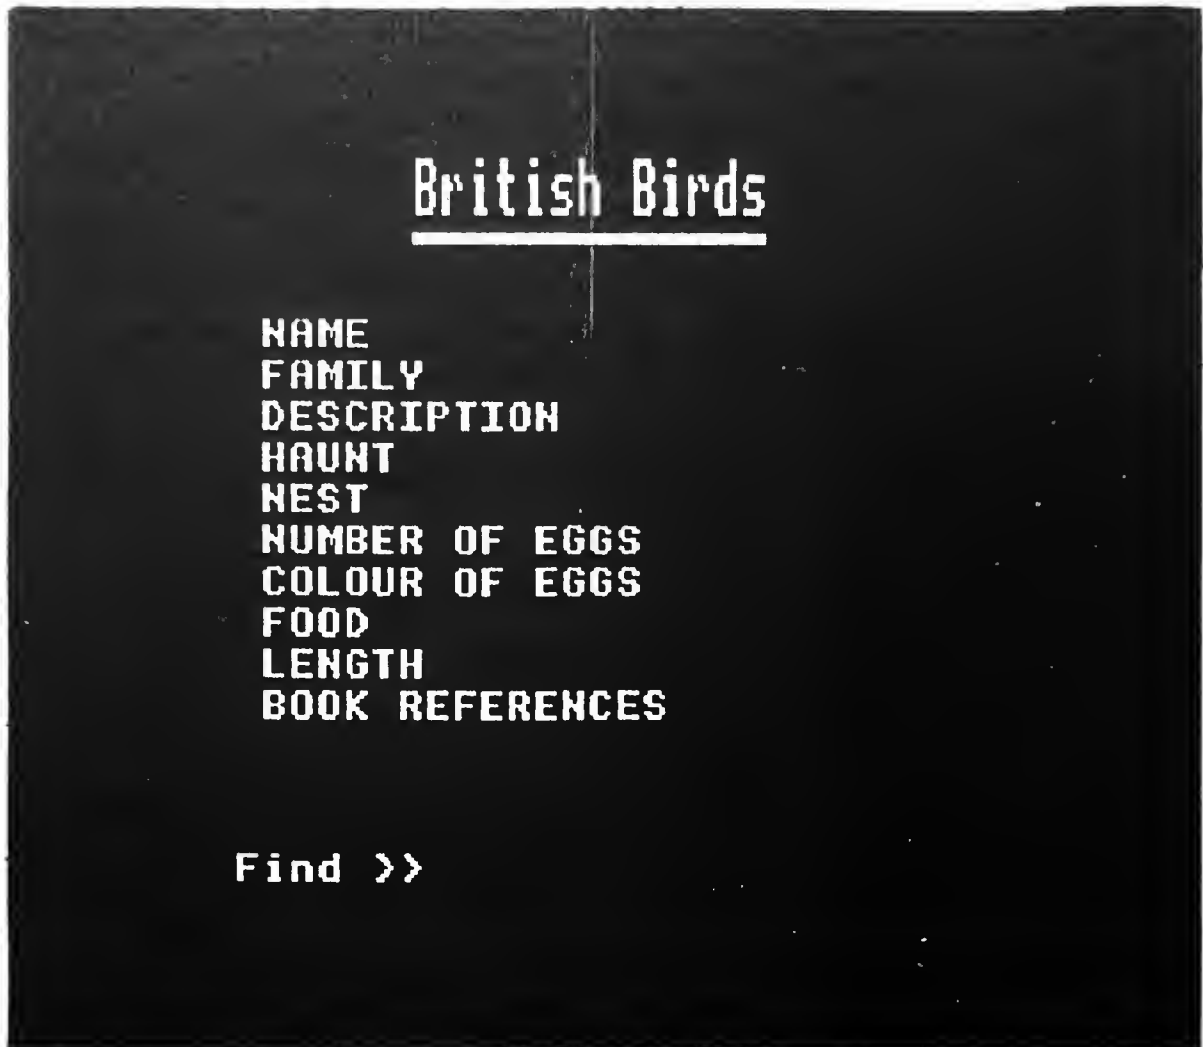 British Birds
NAME
FAMILY
DESCRIPTION
HAUNT
NEST
NUMBER OF EGGS
COLOUR OF EGGS
FOOD
LENGTH
BOOK REFERENCES
Find >>